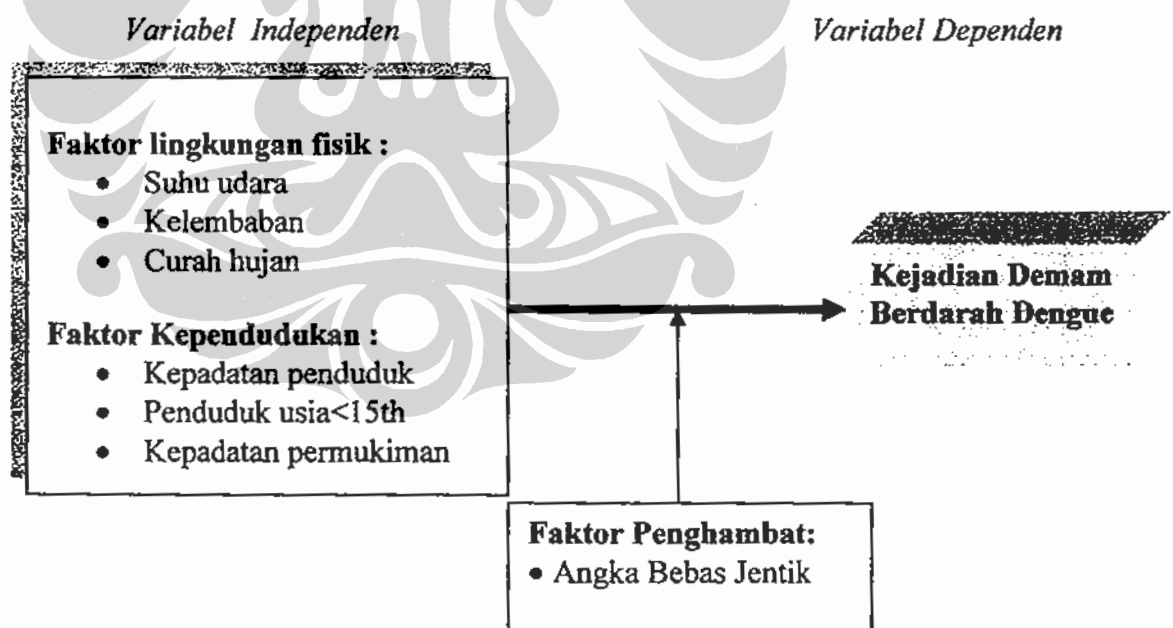 Variabel Independen
Variabel Dependen
Faktor lingkungan fisik :
• Suhu udara
• Kelembaban
• Curah hujan
Faktor Kependudukan :
• Kepadatan penduduk
• Penduduk usia<15th
• Kepadatan permukiman
Kejadian Demam
Berdarah Dengue
Faktor Penghambat:
• Angka Bebas Jentik